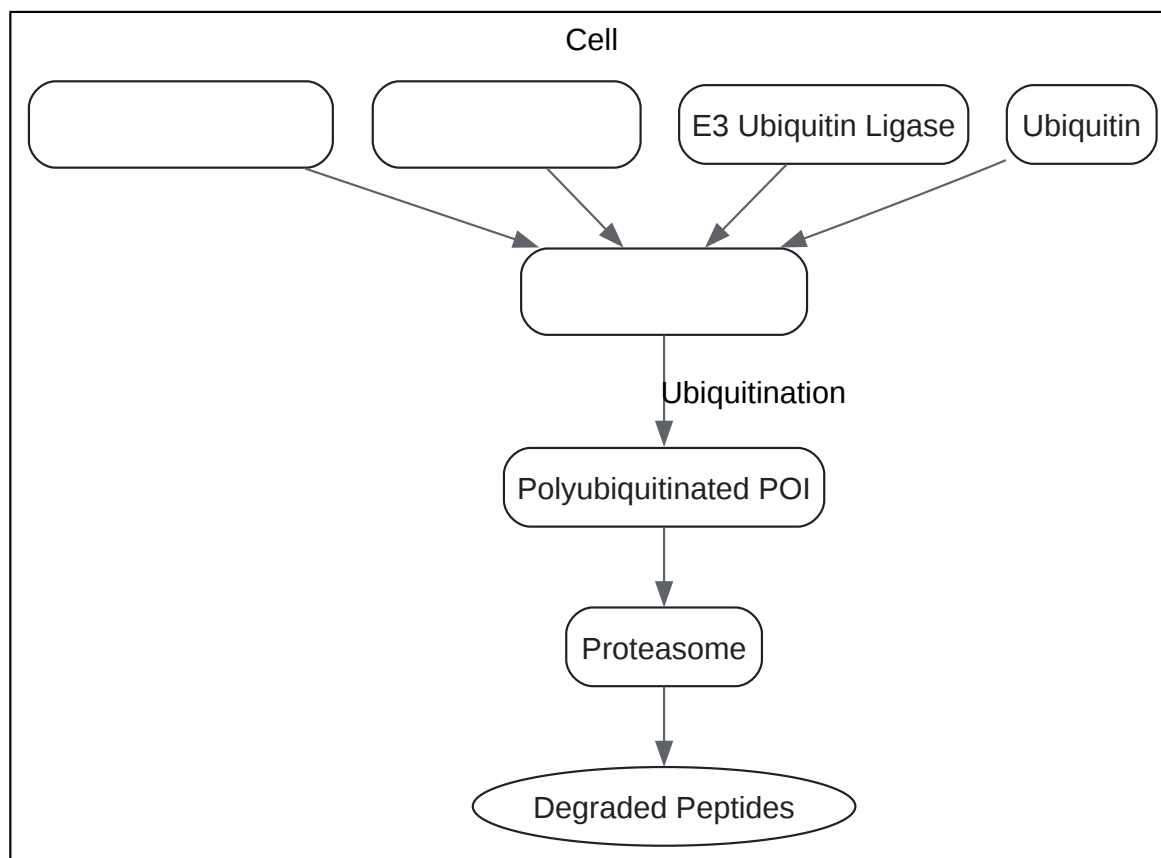 Cell
E3 Ubiquitin Ligase
Ubiquitin
Ubiquitination
Polyubiquitinated POI
Proteasome
Degraded Peptides